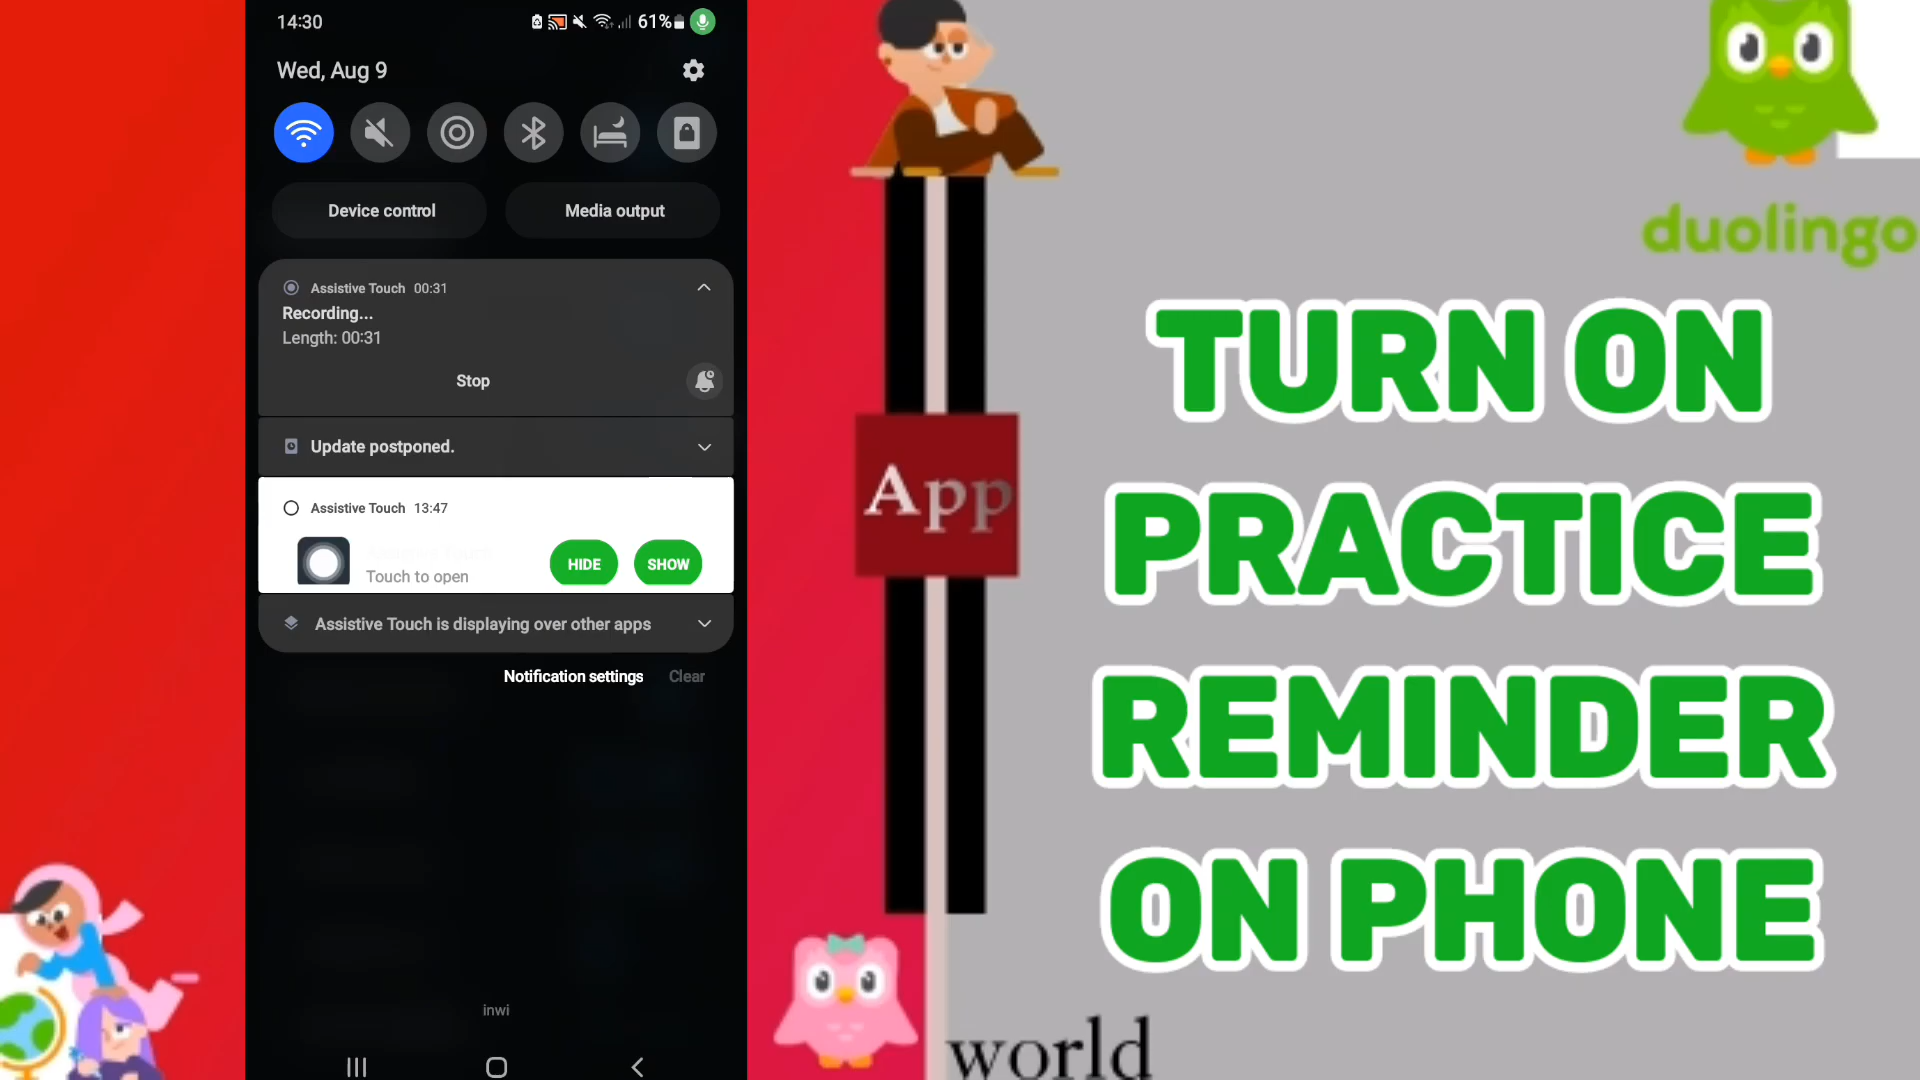 14:30
61%
Wed, Aug 9
Device control
Media output
Assistive Touch 00:31
Recording...
Length: 00:31
Stop
Update postponed.
Assistive Touch 13:47
Assistive Touch
Touch to open
HIDE
SHOW
Assistive Touch is displaying over other apps
Notification settings
Clear
inwi
App
world
duolingo
TURN ON
PRACTICE
REMINDER
ON PHONE